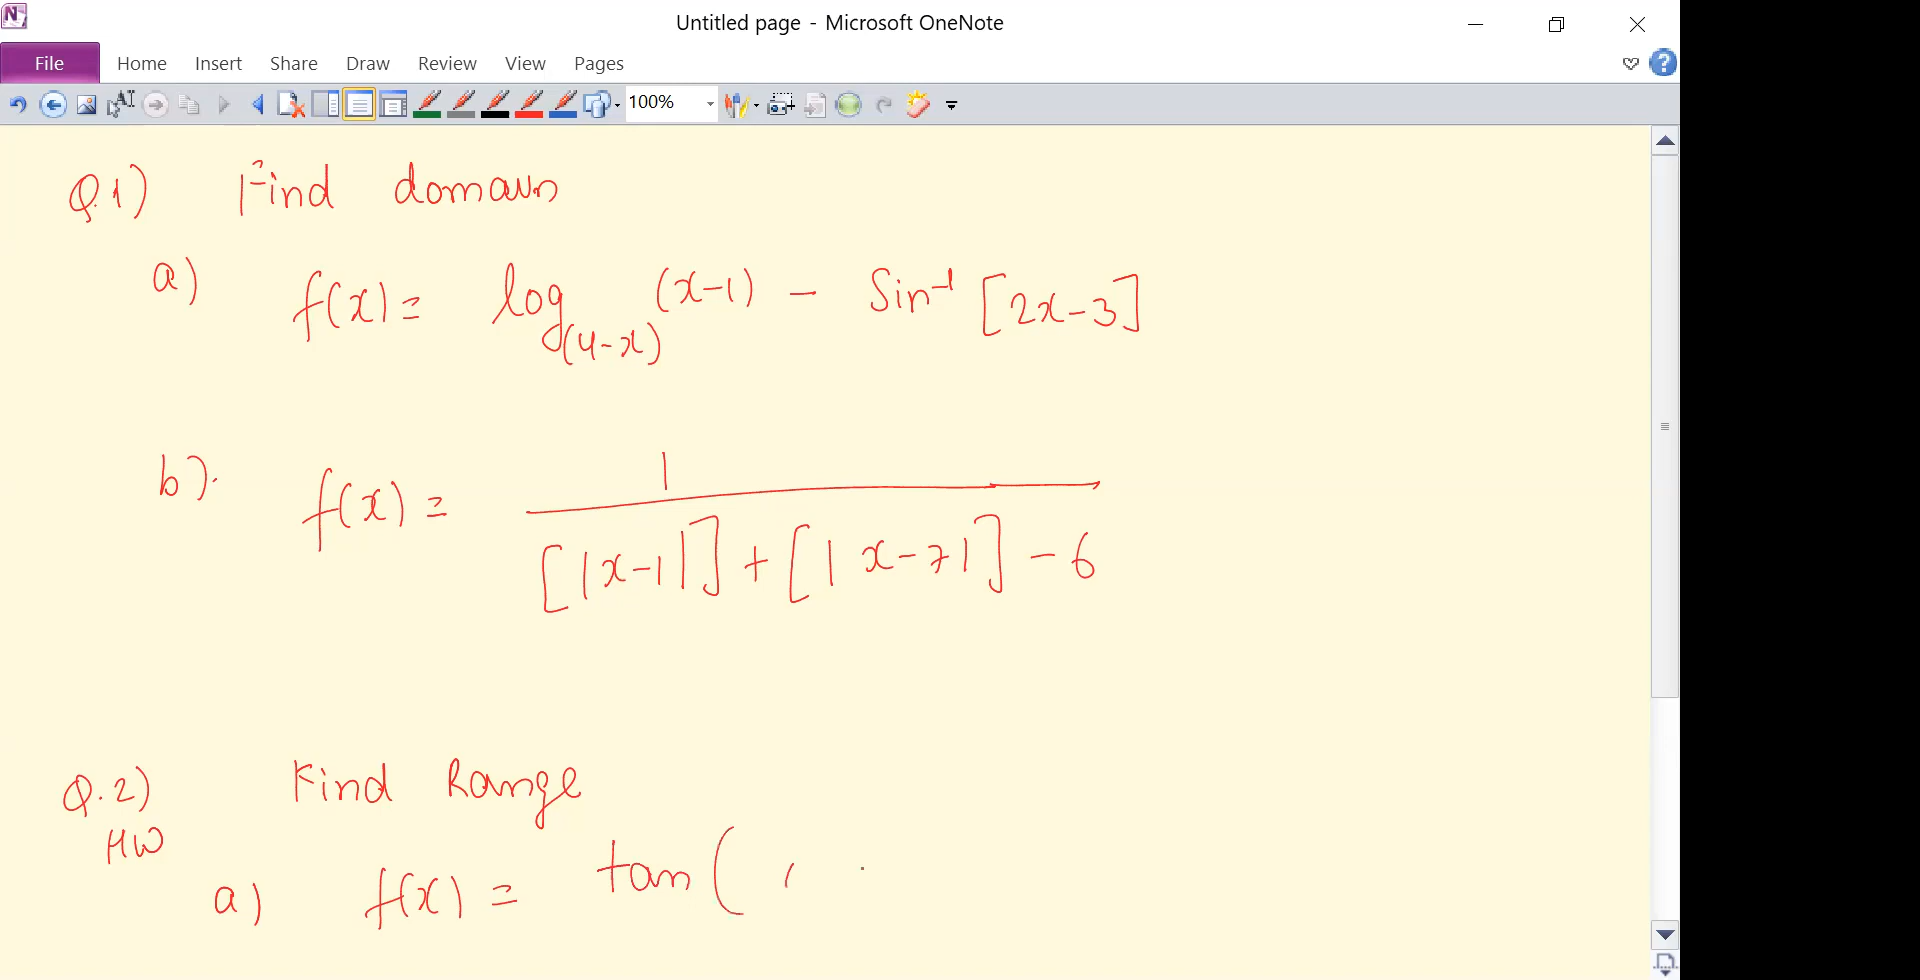 Untitled page - Microsoft OneNote
File Home Insert Share Draw Review View Pages
100%
Q.1) Find domain
a) f(x) = log_(4-x) (x-1) - Sin^-1 [2x-3]
b). f(x) = 1 / [|x-1|] + [|x-7|] - 6
Q.2) Find Range
HW
a) f(x) = tan (